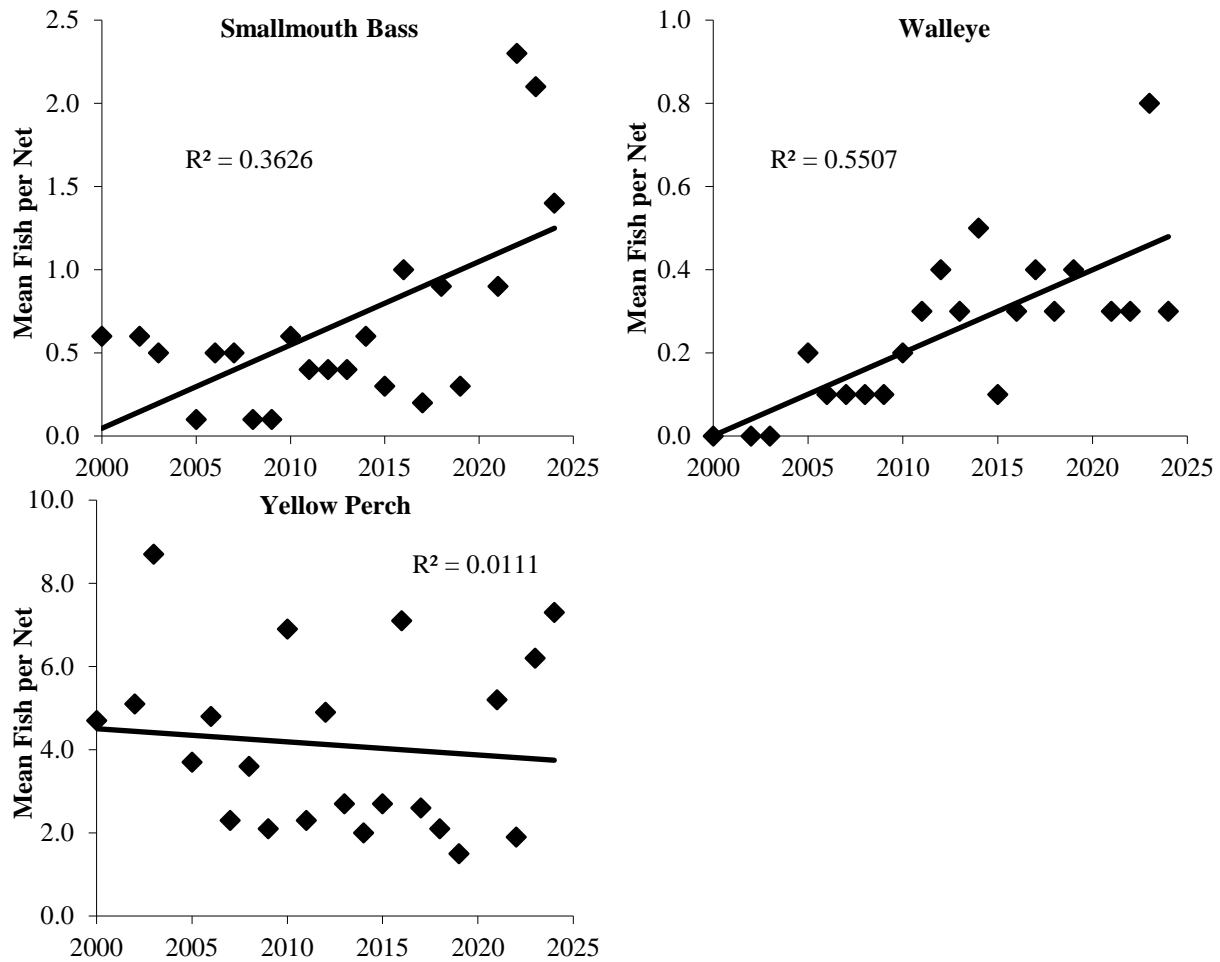 Smallmouth Bass
Mean Fish per Net
2.5
2.0
1.5
1.0
0.5
0.0
R² = 0.3626
2000 2005 2010 2015 2020 2025
Walleye
Mean Fish per Net
1.0
0.8
0.6
0.4
0.2
0.0
R² = 0.5507
2000 2005 2010 2015 2020 2025
Yellow Perch
Mean Fish per Net
10.0
8.0
6.0
4.0
2.0
0.0
R² = 0.0111
2000 2005 2010 2015 2020 2025